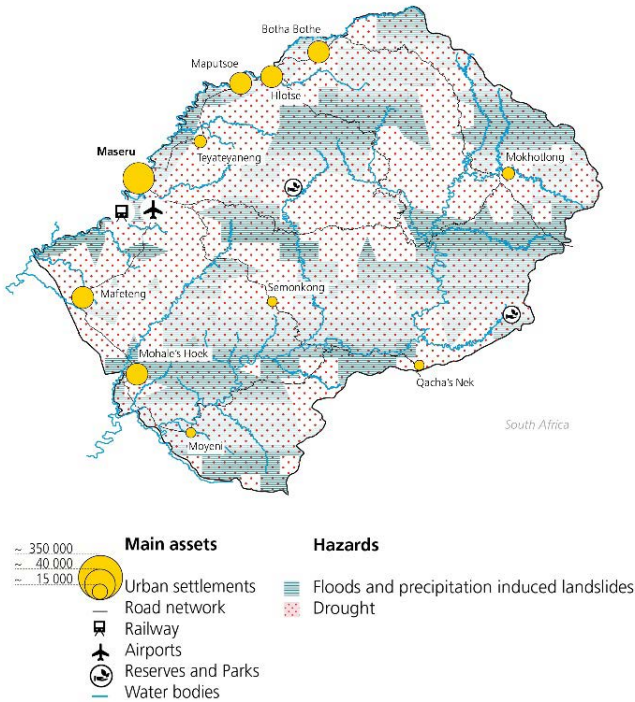 Botha Bothe
Maputsoe
Hlotse
Maseru
Teyateyaneng
Mokhotlong
Mafeteng
Semonkong
Mohale's Hoek
Qacha's Nek
South Africa
Moyeni
Main assets
~ 350 000
~ 40 000
~ 15 000
Urban settlements
Road network
Railway
Airports
Reserves and Parks
Water bodies
Hazards
Floods and precipitation induced landslides
Drought